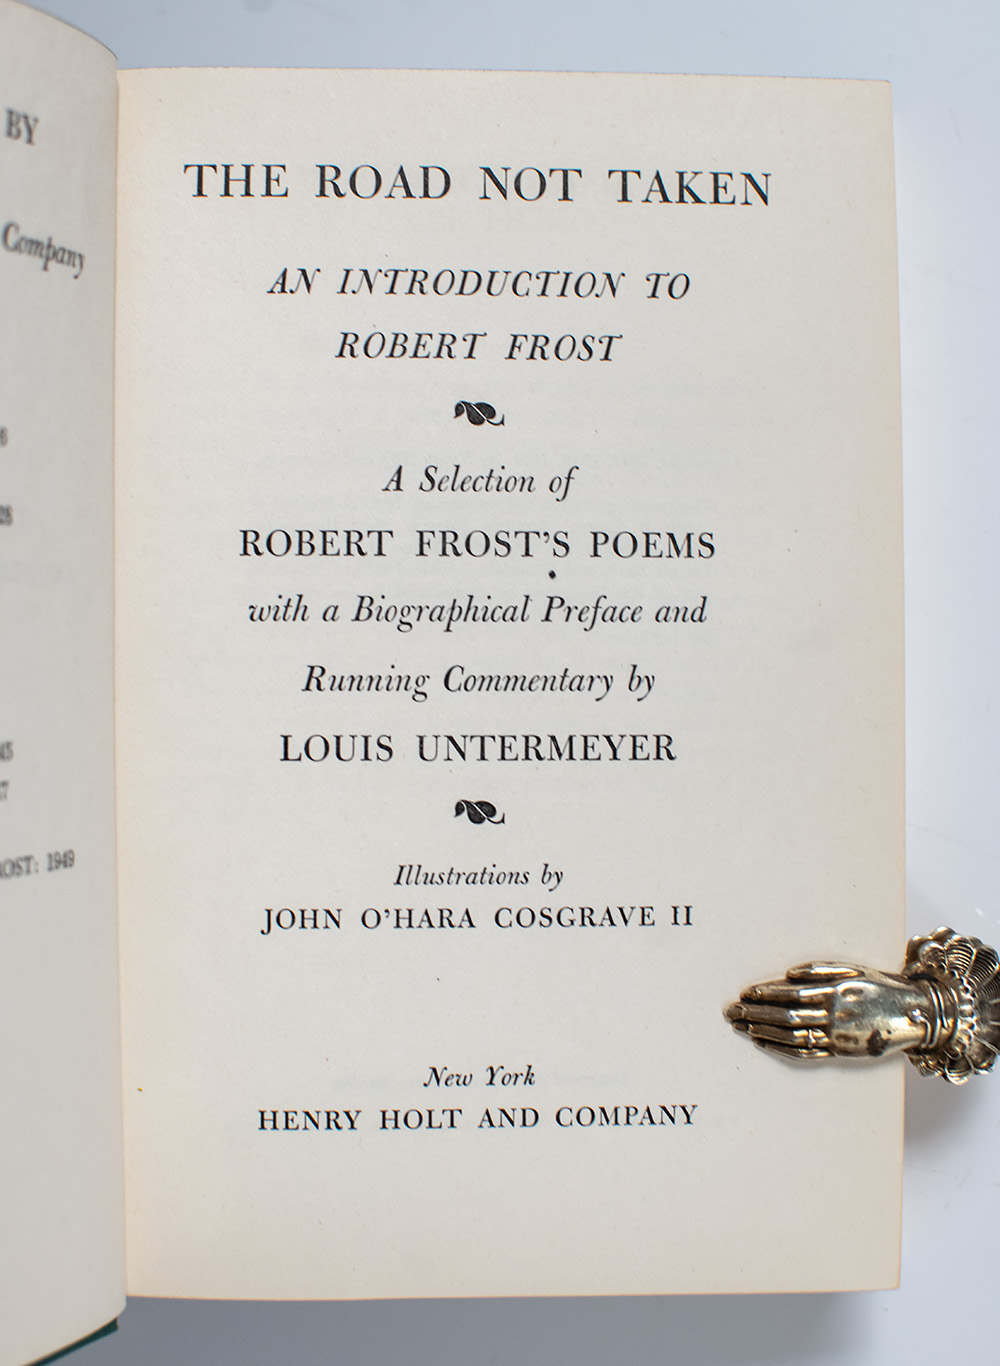 BY
Company
45
OST: 1949
THE ROAD NOT TAKEN
AN INTRODUCTION TO
ROBERT FROST
A Selection of
ROBERT FROST'S POEMS
with a Biographical Preface and
Running Commentary by
LOUIS UNTERMEYER
Illustrations by
JOHN O'HARA COSGRAVE II
New York
HENRY HOLT AND COMPANY